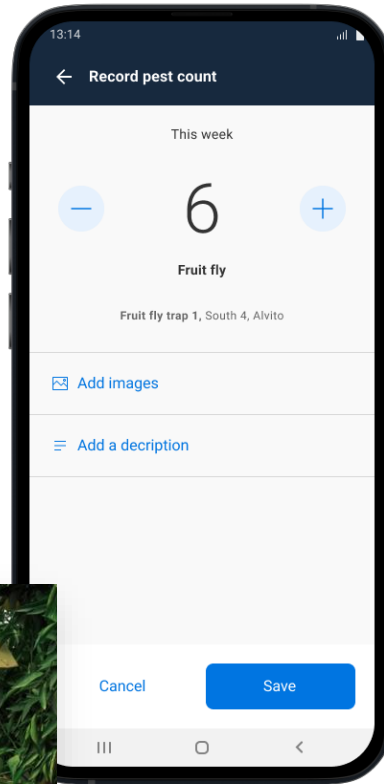 13:14
Record pest count
This week
6
Fruit fly
Fruit fly trap 1, South 4, Alvito
Add images
Add a decription
Cancel
Save